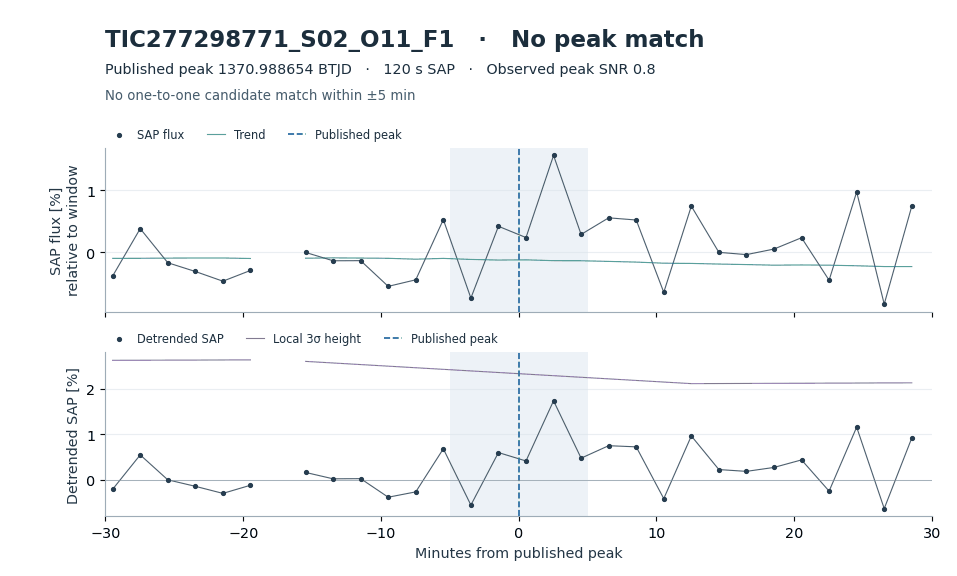 TIC277298771_S02_O11_F1 · No peak match
Published peak 1370.988654 BTJD · 120 s SAP · Observed peak SNR 0.8
No one-to-one candidate match within ±5 min
SAP flux Trend Published peak
SAP flux [%]
relative to window
1
0
Detrended SAP Local 3σ height Published peak
Detrended SAP [%]
2
1
0
−30 −20 −10 0 10 20 30
Minutes from published peak